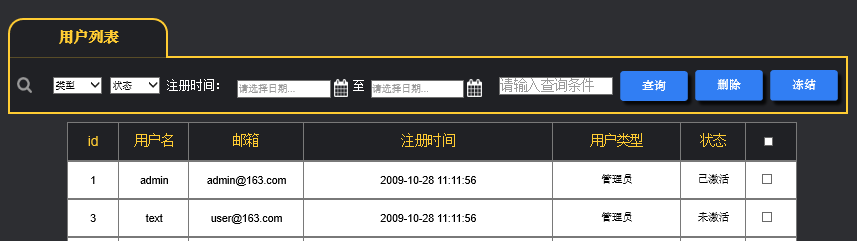 用户列表
类型 状态 注册时间： 请选择日期... 至 请选择日期... 请输入查询条件 查询 删除 冻结
id 用户名 邮箱 注册时间 用户类型 状态
1 admin admin@163.com 2009-10-28 11:11:56 管理员 已激活
3 text user@163.com 2009-10-28 11:11:56 管理员 未激活